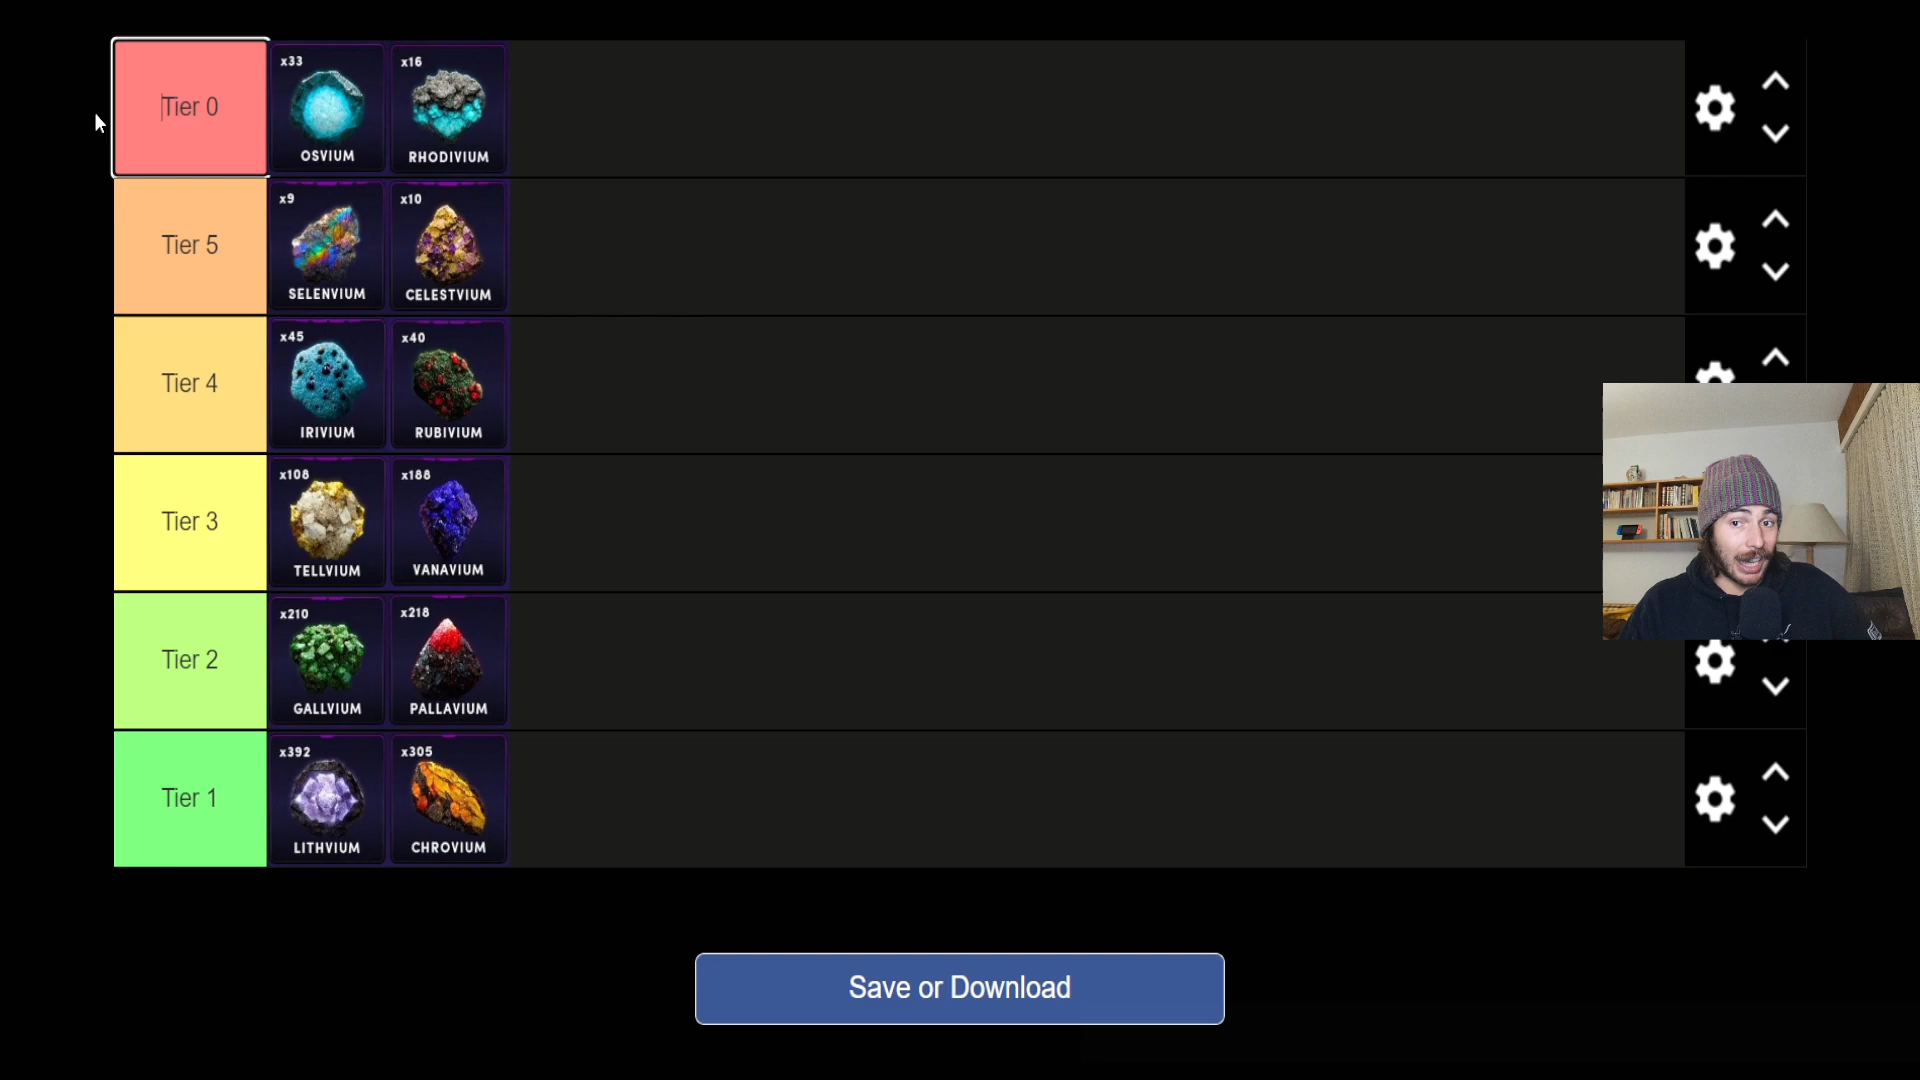 Tier 0
x33
OSVIUM
x16
RHODIVIUM
Tier 5
x9
SELENVIUM
x10
CELESTVIUM
Tier 4
x45
IRIVIUM
x40
RUBIVIUM
Tier 3
x108
TELLVIUM
x188
VANAVIUM
Tier 2
x210
GALLVIUM
x218
PALLAVIUM
Tier 1
x392
LITHVIUM
x305
CHROVIUM
Save or Download